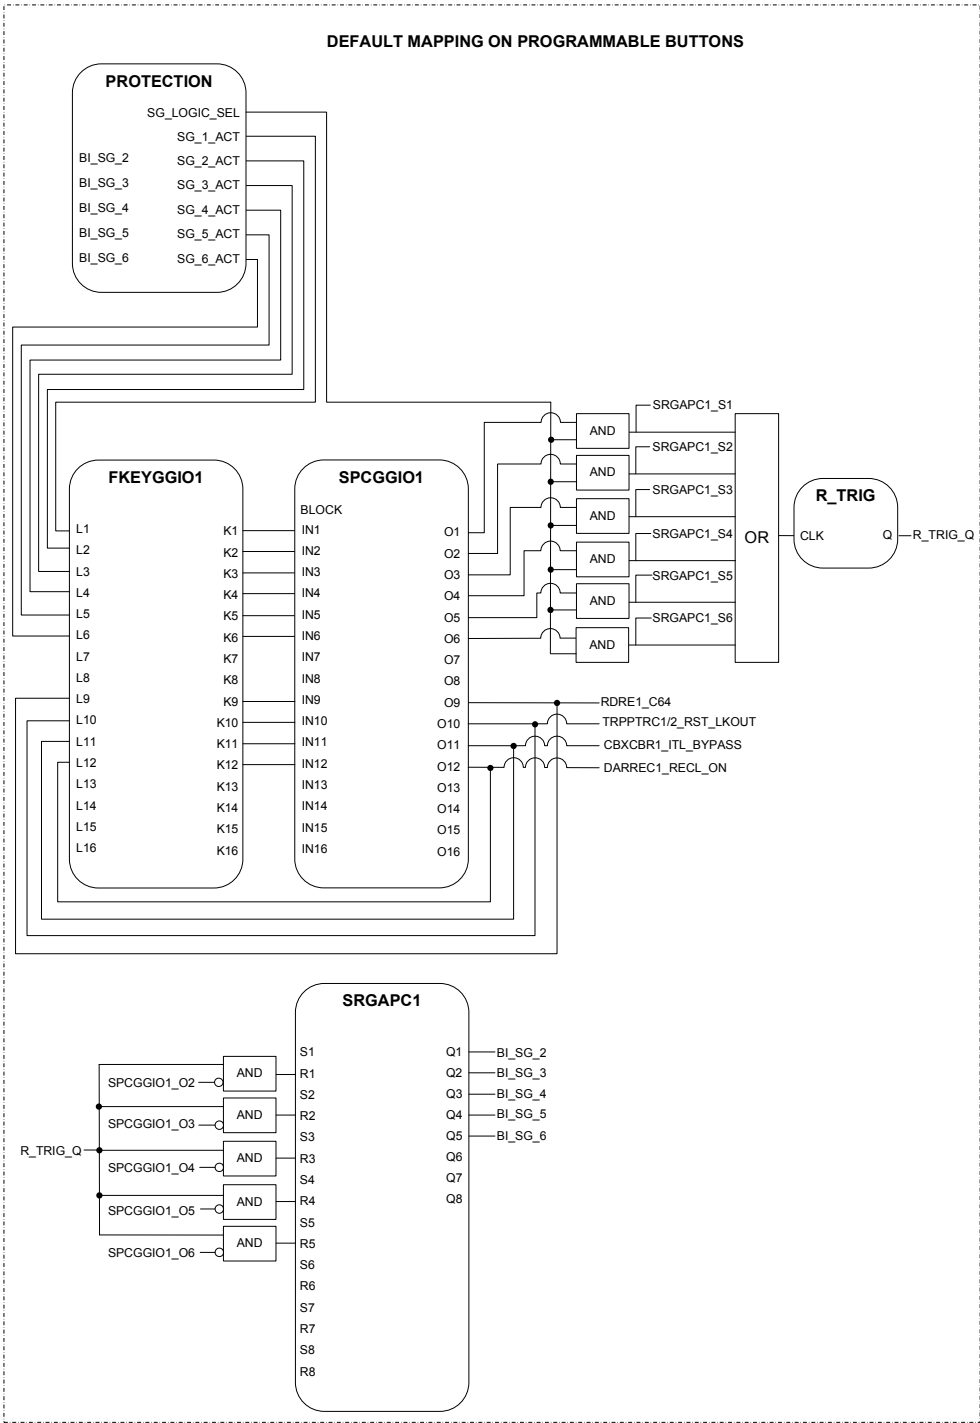 DEFAULT MAPPING ON PROGRAMMABLE BUTTONS
PROTECTION
SG_LOGIC_SEL
SG_1_ACT
BI_SG_2 SG_2_ACT
BI_SG_3 SG_3_ACT
BI_SG_4 SG_4_ACT
BI_SG_5 SG_5_ACT
BI_SG_6 SG_6_ACT
FKEYGGIO1
L1 K1
L2 K2
L3 K3
L4 K4
L5 K5
L6 K6
L7 K7
L8 K8
L9 K9
L10 K10
L11 K11
L12 K12
L13 K13
L14 K14
L15 K15
L16 K16
SPCGGIO1
BLOCK
IN1 O1
IN2 O2
IN3 O3
IN4 O4
IN5 O5
IN6 O6
IN7 O7
IN8 O8
IN9 O9
IN10 O10
IN11 O11
IN12 O12
IN13 O13
IN14 O14
IN15 O15
IN16 O16
AND
AND
AND
AND
AND
AND
SRGAPC1_S1
SRGAPC1_S2
SRGAPC1_S3
SRGAPC1_S4
SRGAPC1_S5
SRGAPC1_S6
OR
R_TRIG
CLK Q
R_TRIG_Q
RDRE1_C64
TRPPTRC1/2_RST_LKOUT
CBXCBR1_ITL_BYPASS
DARREC1_RECL_ON
R_TRIG_Q
SPCGGIO1_O2
SPCGGIO1_O3
SPCGGIO1_O4
SPCGGIO1_O5
SPCGGIO1_O6
AND
AND
AND
AND
AND
SRGAPC1
S1
R1
S2
R2
S3
R3
S4
R4
S5
R5
S6
R6
S7
R7
S8
R8
Q1 BI_SG_2
Q2 BI_SG_3
Q3 BI_SG_4
Q4 BI_SG_5
Q5 BI_SG_6
Q6
Q7
Q8